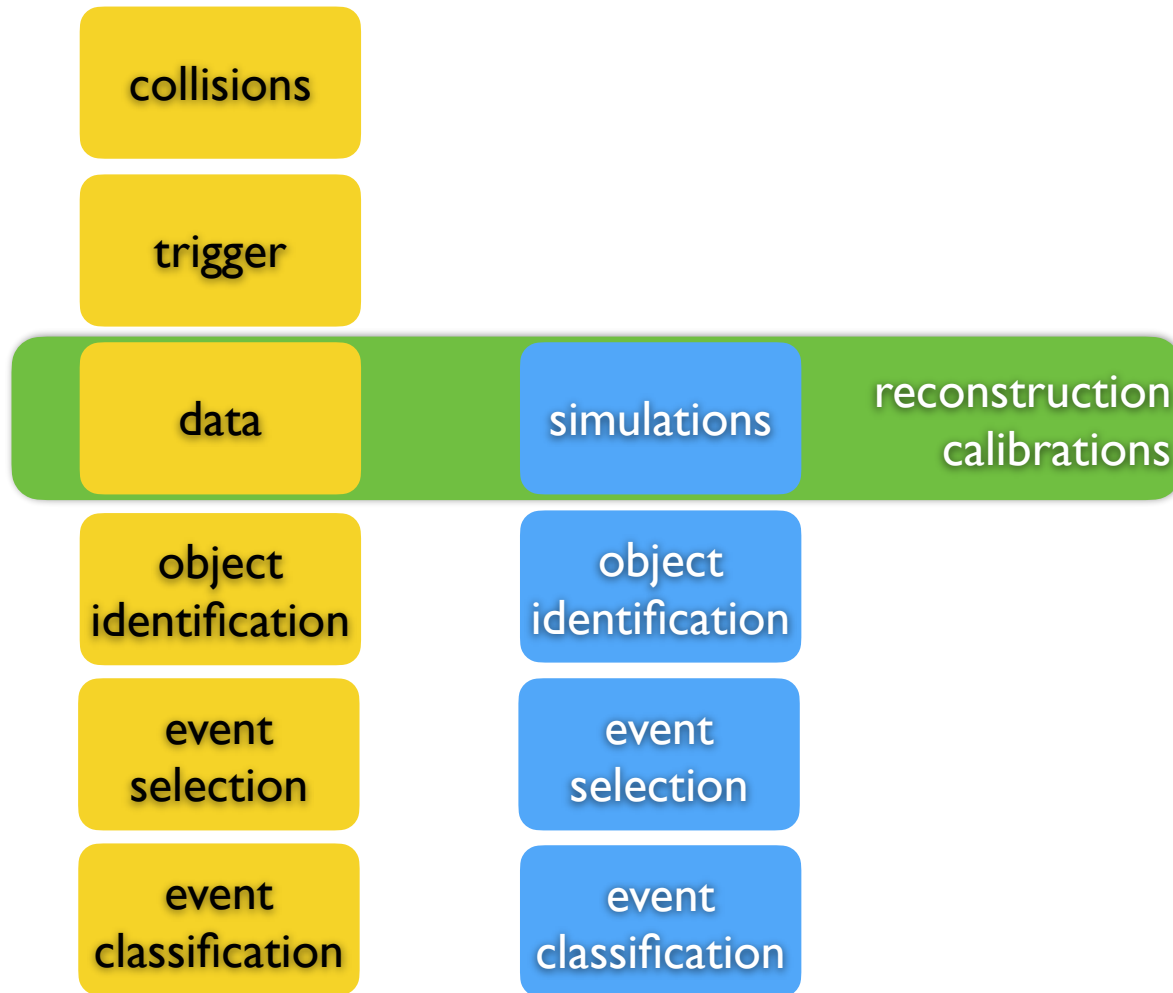 collisions
trigger
data
simulations
reconstruction
calibrations
object
identification
object
identification
event
selection
event
selection
event
classification
event
classification